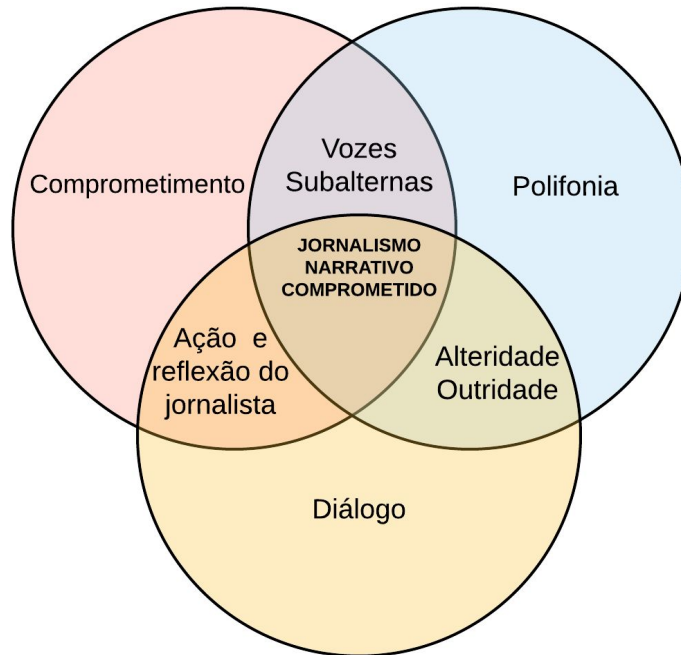 Vozes
Subalternas
Comprometimento
Polifonia
JORNALISMO
NARRATIVO
COMPROMETIDO
Ação e
reflexão do
jornalista
Alteridade
Outridade
Diálogo